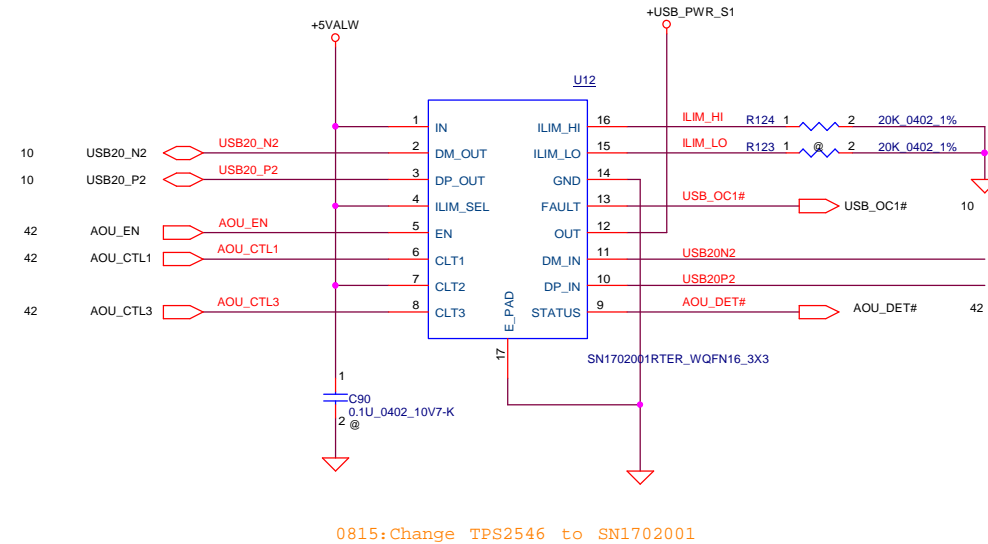 +5VALW
+USB_PWR_S1
U12
1 IN
10 USB20_N2 USB20_N2 2 DM_OUT
10 USB20_P2 USB20_P2 3 DP_OUT
4 ILIM_SEL
42 AOU_EN AOU_EN 5 EN
42 AOU_CTL1 AOU_CTL1 6 CLT1
7 CLT2
42 AOU_CTL3 AOU_CTL3 8 CLT3
E_PAD
17
ILIM_HI 16 ILIM_HI R124 1 2 20K_0402_1%
ILIM_LO 15 ILIM_LO R123 1 @ 2 20K_0402_1%
GND 14
FAULT 13 USB_OC1# USB_OC1# 10
OUT 12
DM_IN 11 USB20N2
DP_IN 10 USB20P2
STATUS 9 AOU_DET# AOU_DET# 42
SN1702001RTER_WQFN16_3X3
1
C90
0.1U_0402_10V7-K
2 @
0815:Change TPS2546 to SN1702001